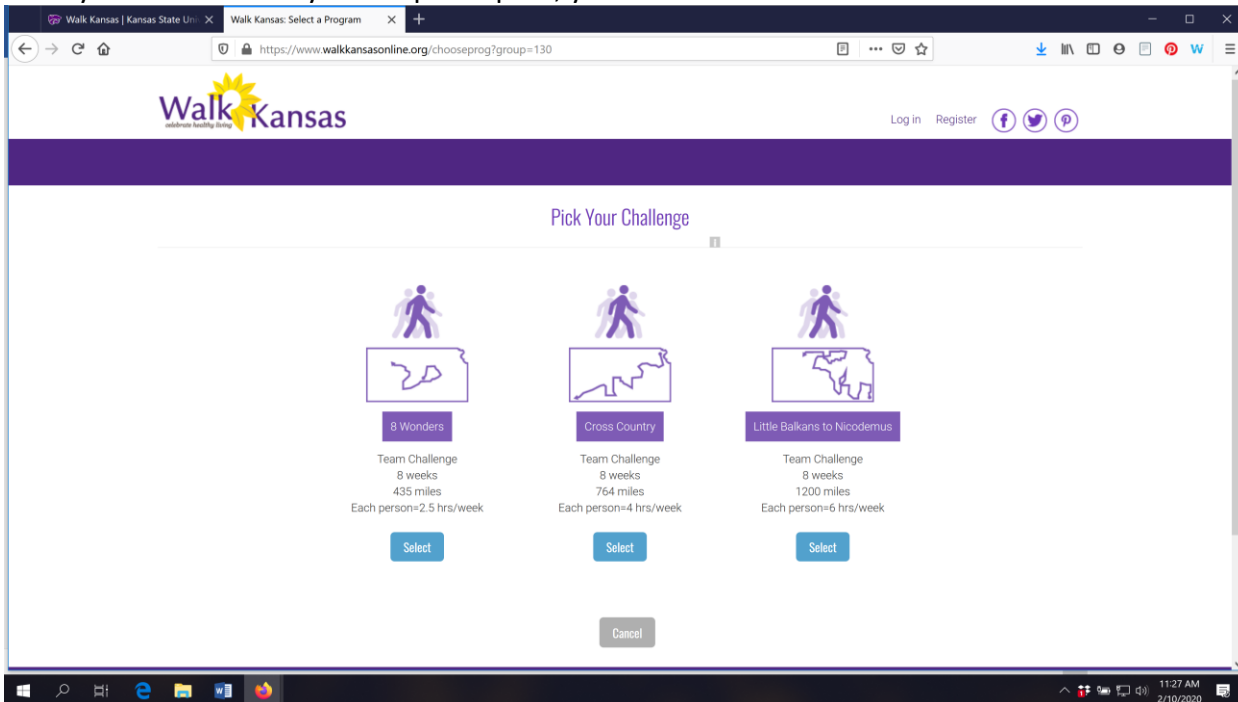 Walk Kansas | Kansas State Uni
Walk Kansas: Select a Program
https://www.walkkansasonline.org/chooseprog?group=130
Walk Kansas
celebrate healthy living
Log in Register
Pick Your Challenge
8 Wonders
Team Challenge
8 weeks
435 miles
Each person=2.5 hrs/week
Select
Cross Country
Team Challenge
8 weeks
764 miles
Each person=4 hrs/week
Select
Little Balkans to Nicodemus
Team Challenge
8 weeks
1200 miles
Each person=6 hrs/week
Select
Cancel
11:27 AM
2/10/2020